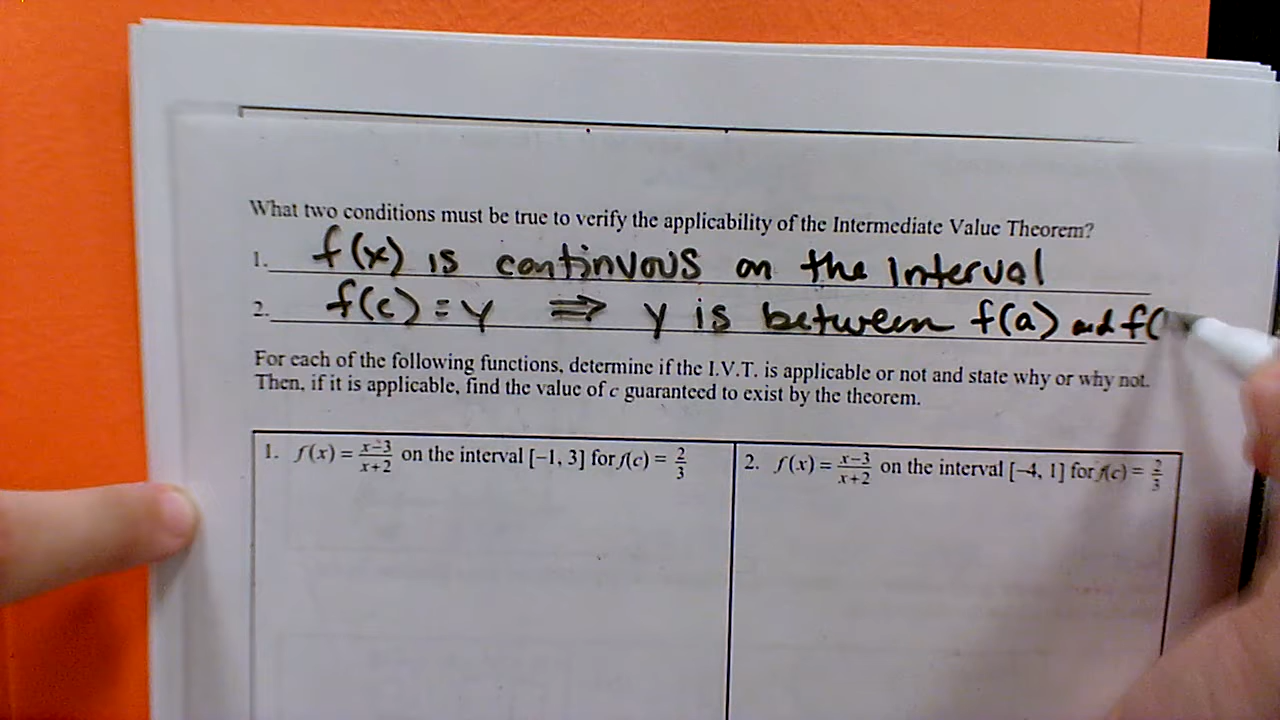 What two conditions must be true to verify the applicability of the Intermediate Value Theorem?
1. f(x) is continuous on the interval
2. f(c) = y ⇒ y is between f(a) and f(
For each of the following functions, determine if the I.V.T. is applicable or not and state why or why not.
Then, if it is applicable, find the value of c guaranteed to exist by the theorem.
1. f(x) = x−3/x+2 on the interval [−1, 3] for f(c) = 2/3
2. f(x) = x−3/x+2 on the interval [−4, 1] for f(c) = 2/3